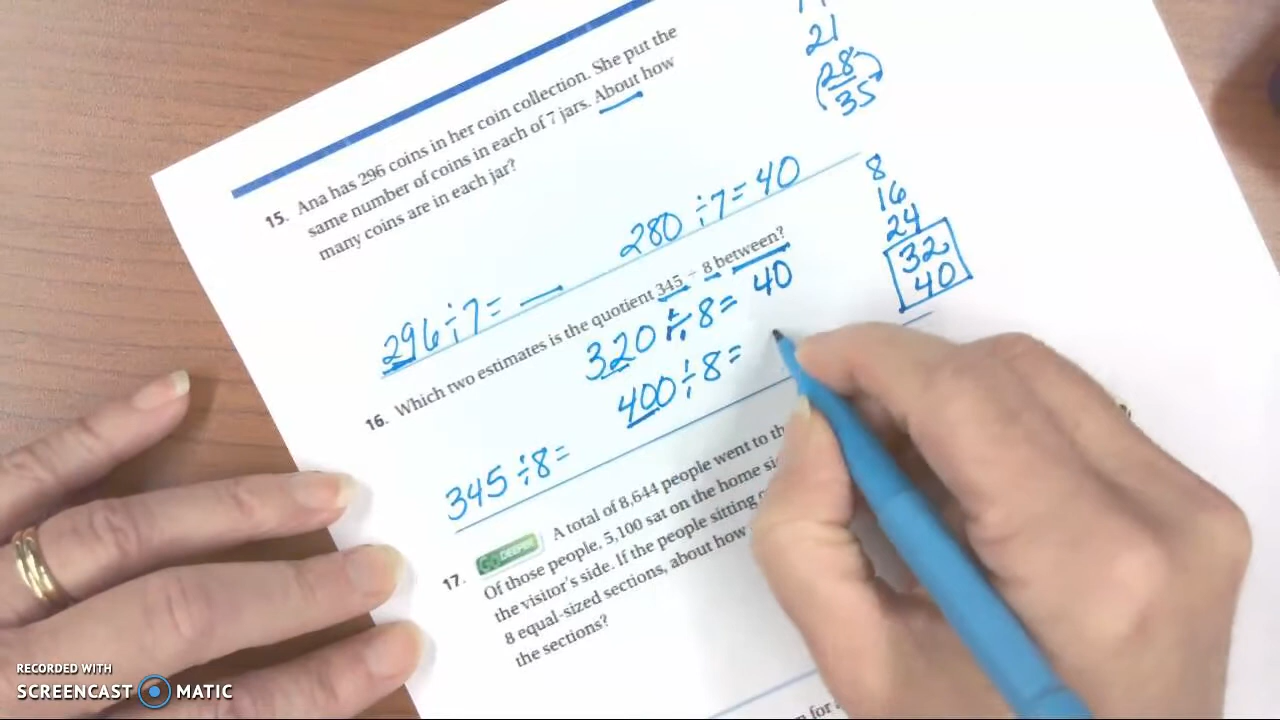 21
28
35
15. Ana has 296 coins in her coin collection. She put the
same number of coins in each of 7 jars. About how
many coins are in each jar?
296 ÷ 7 =
280 ÷ 7 = 40
8
16
24
32
40
16. Which two estimates is the quotient 345 ÷ 8 between?
320 ÷ 8 = 40
400 ÷ 8 =
345 ÷ 8 =
17. Go DEEPER A total of 8,644 people went to the
Of those people, 5,100 sat on the home
the visitor's side. If the people sitting
8 equal-sized sections, about how
the sections?
RECORDED WITH
SCREENCAST MATIC